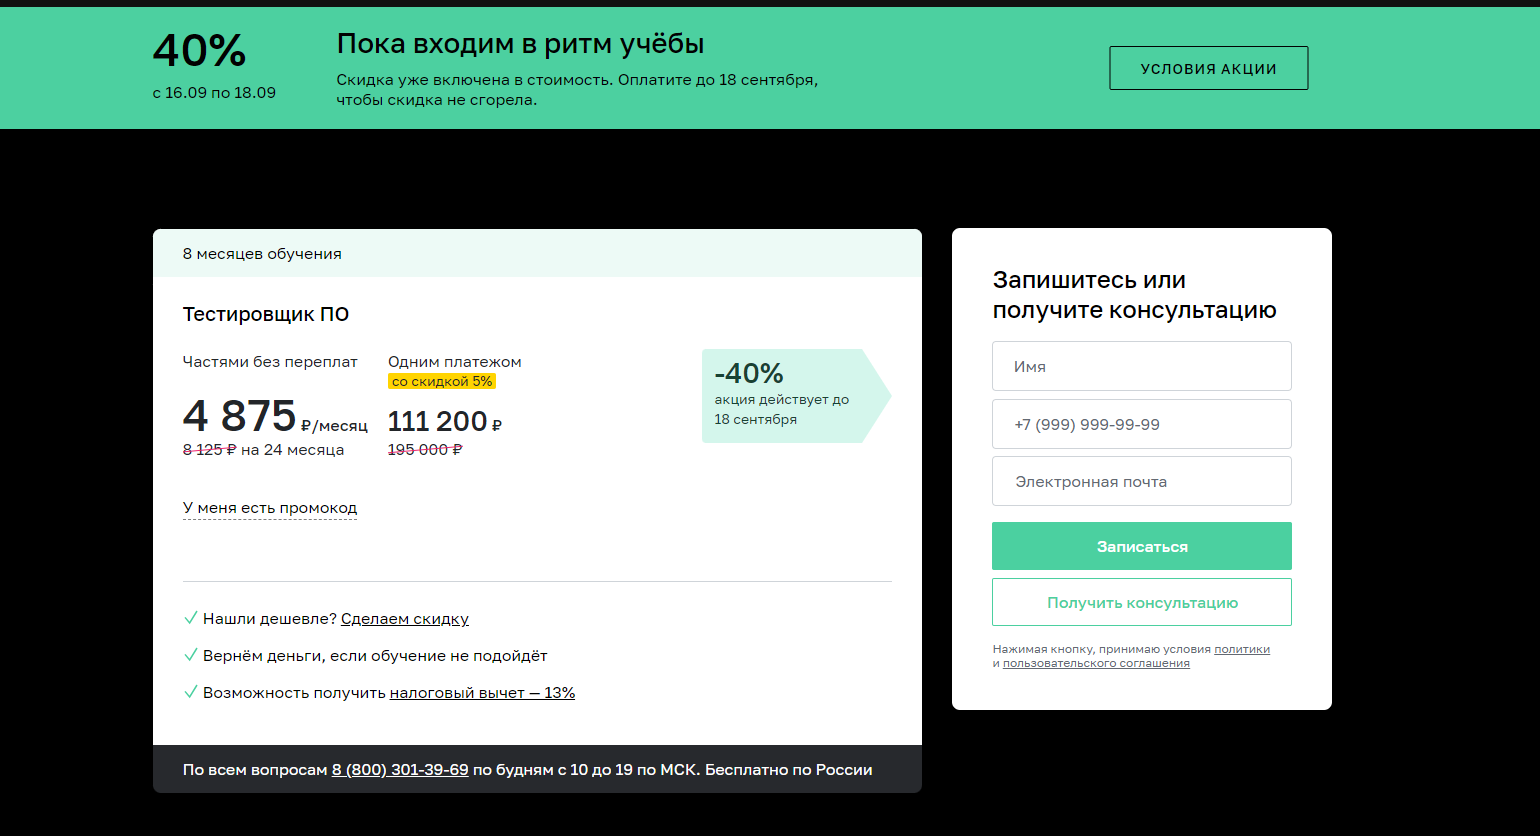 40%
с 16.09 по 18.09
Пока входим в ритм учёбы
Скидка уже включена в стоимость. Оплатите до 18 сентября,
чтобы скидка не сгорела.
УСЛОВИЯ АКЦИИ
8 месяцев обучения
Тестировщик ПО
Частями без переплат
4 875 ₽/месяц
8 125 ₽ на 24 месяца
Одним платежом
со скидкой 5%
111 200 ₽
195 000 ₽
-40%
акция действует до
18 сентября
У меня есть промокод
Нашли дешевле? Сделаем скидку
Вернём деньги, если обучение не подойдёт
Возможность получить налоговый вычет — 13%
По всем вопросам 8 (800) 301-39-69 по будням с 10 до 19 по МСК. Бесплатно по России
Запишитесь или
получите консультацию
Имя
+7 (999) 999-99-99
Электронная почта
Записаться
Получить консультацию
Нажимая кнопку, принимаю условия политики
и пользовательского соглашения